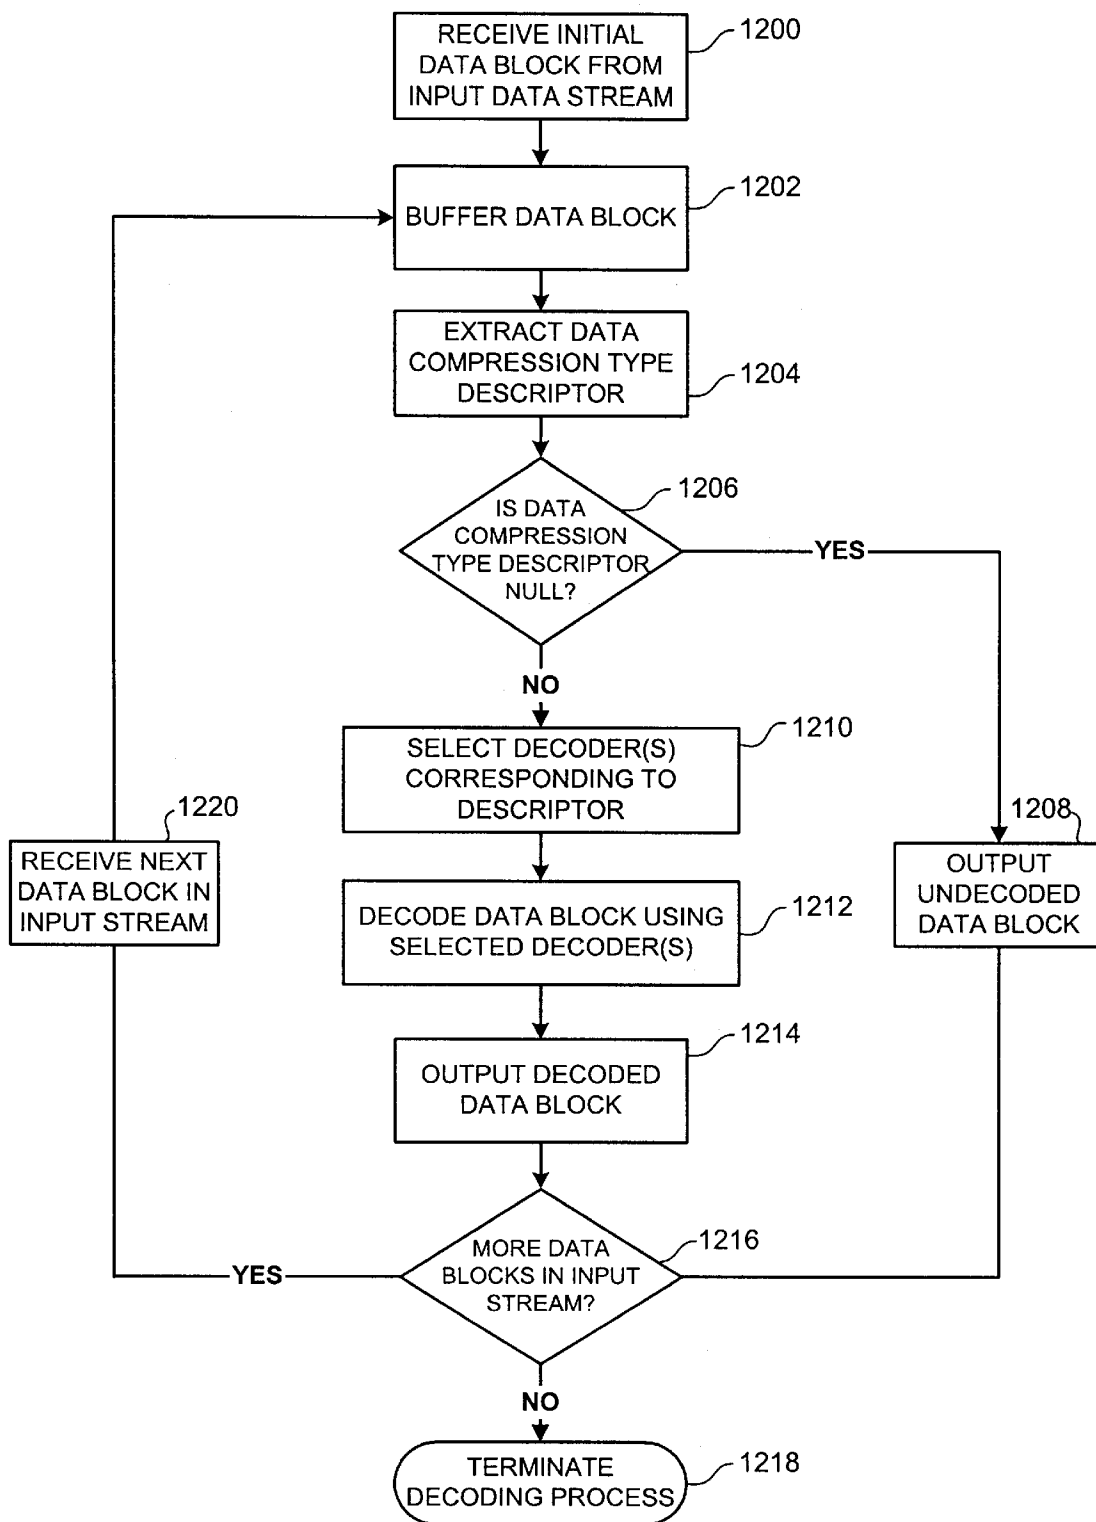 RECEIVE INITIAL
DATA BLOCK FROM
INPUT DATA STREAM
1200
BUFFER DATA BLOCK
1202
EXTRACT DATA
COMPRESSION TYPE
DESCRIPTOR
1204
IS DATA
COMPRESSION
TYPE DESCRIPTOR
NULL?
1206
YES
NO
SELECT DECODER(S)
CORRESPONDING TO
DESCRIPTOR
1210
1220
RECEIVE NEXT
DATA BLOCK IN
INPUT STREAM
1208
OUTPUT
UNDECODED
DATA BLOCK
DECODE DATA BLOCK USING
SELECTED DECODER(S)
1212
OUTPUT DECODED
DATA BLOCK
1214
MORE DATA
BLOCKS IN INPUT
STREAM?
1216
YES
NO
TERMINATE
DECODING PROCESS
1218